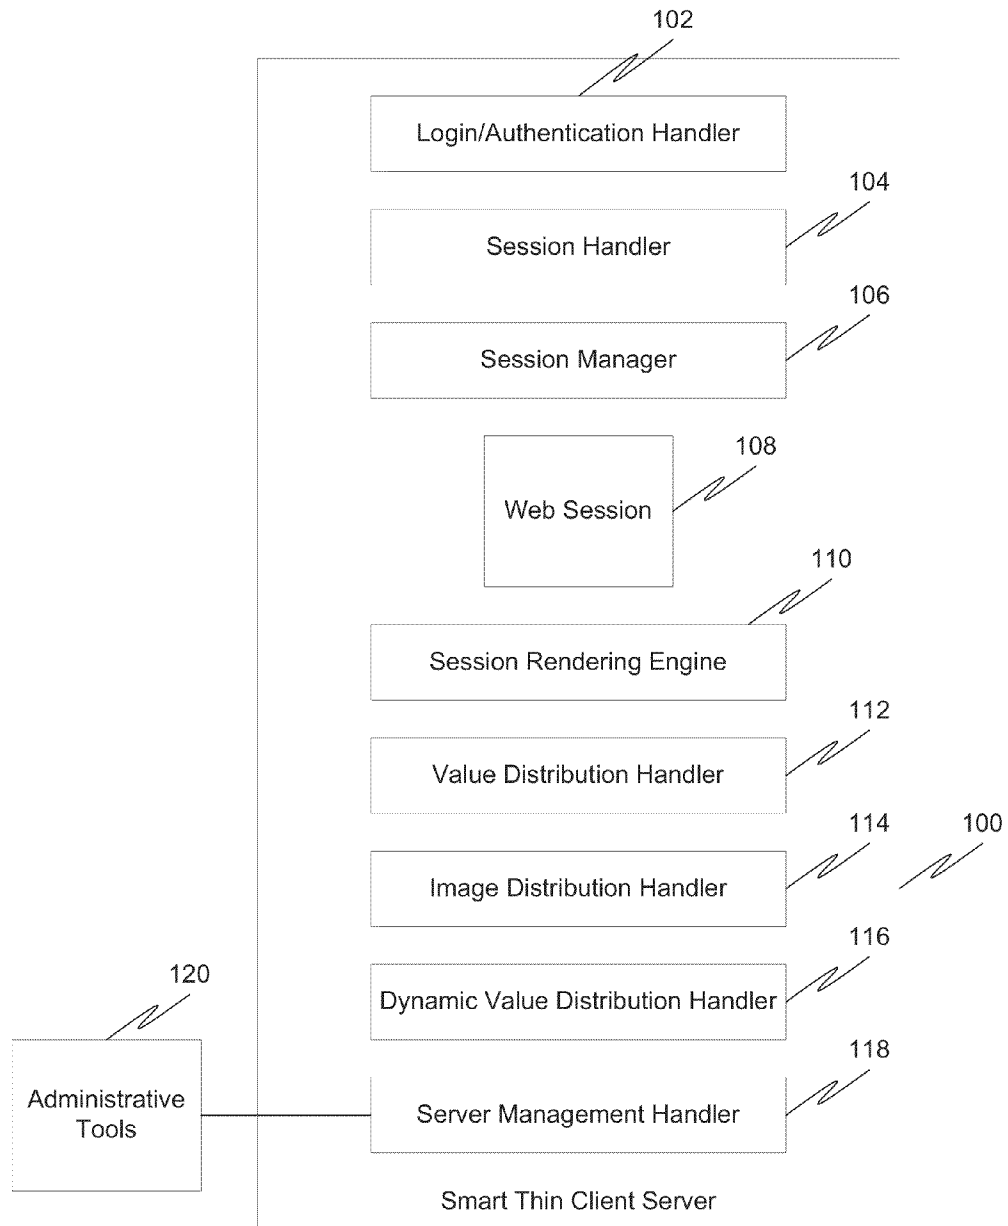 102
Login/Authentication Handler
104
Session Handler
106
Session Manager
108
Web Session
110
Session Rendering Engine
112
Value Distribution Handler
114
100
Image Distribution Handler
116
Dynamic Value Distribution Handler
120
118
Administrative
Tools
Server Management Handler
Smart Thin Client Server